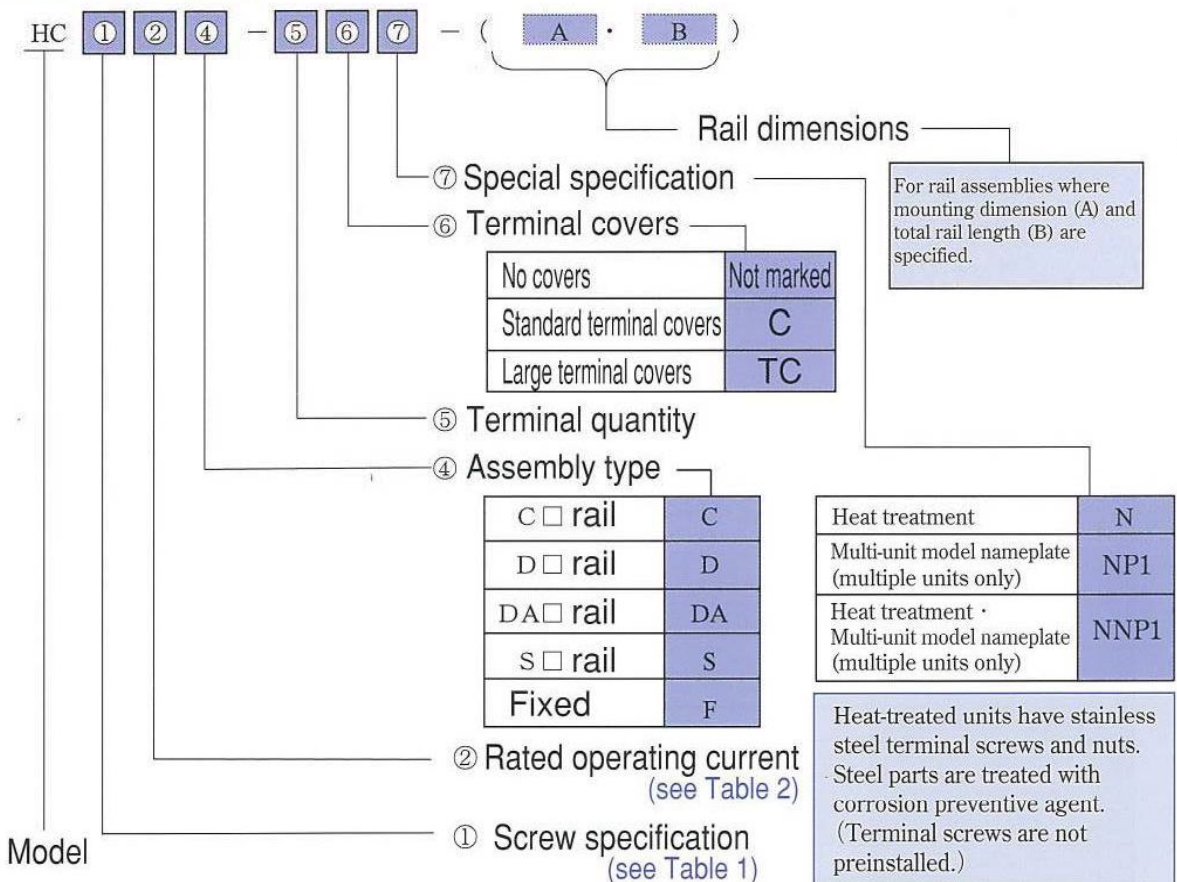 HC ① ② ④ － ⑤ ⑥ ⑦ － ( A ・ B )
Rail dimensions
For rail assemblies where
mounting dimension (A) and
total rail length (B) are
specified.
⑦ Special specification
⑥ Terminal covers
No covers Not marked
Standard terminal covers C
Large terminal covers TC
⑤ Terminal quantity
④ Assembly type
C□ rail C
D□ rail D
DA□ rail DA
S□ rail S
Fixed F
Heat treatment N
Multi-unit model nameplate
(multiple units only) NP1
Heat treatment ・
Multi-unit model nameplate
(multiple units only) NNP1
Heat-treated units have stainless
steel terminal screws and nuts.
Steel parts are treated with
corrosion preventive agent.
(Terminal screws are not
preinstalled.)
② Rated operating current
(see Table 2)
① Screw specification
(see Table 1)
Model